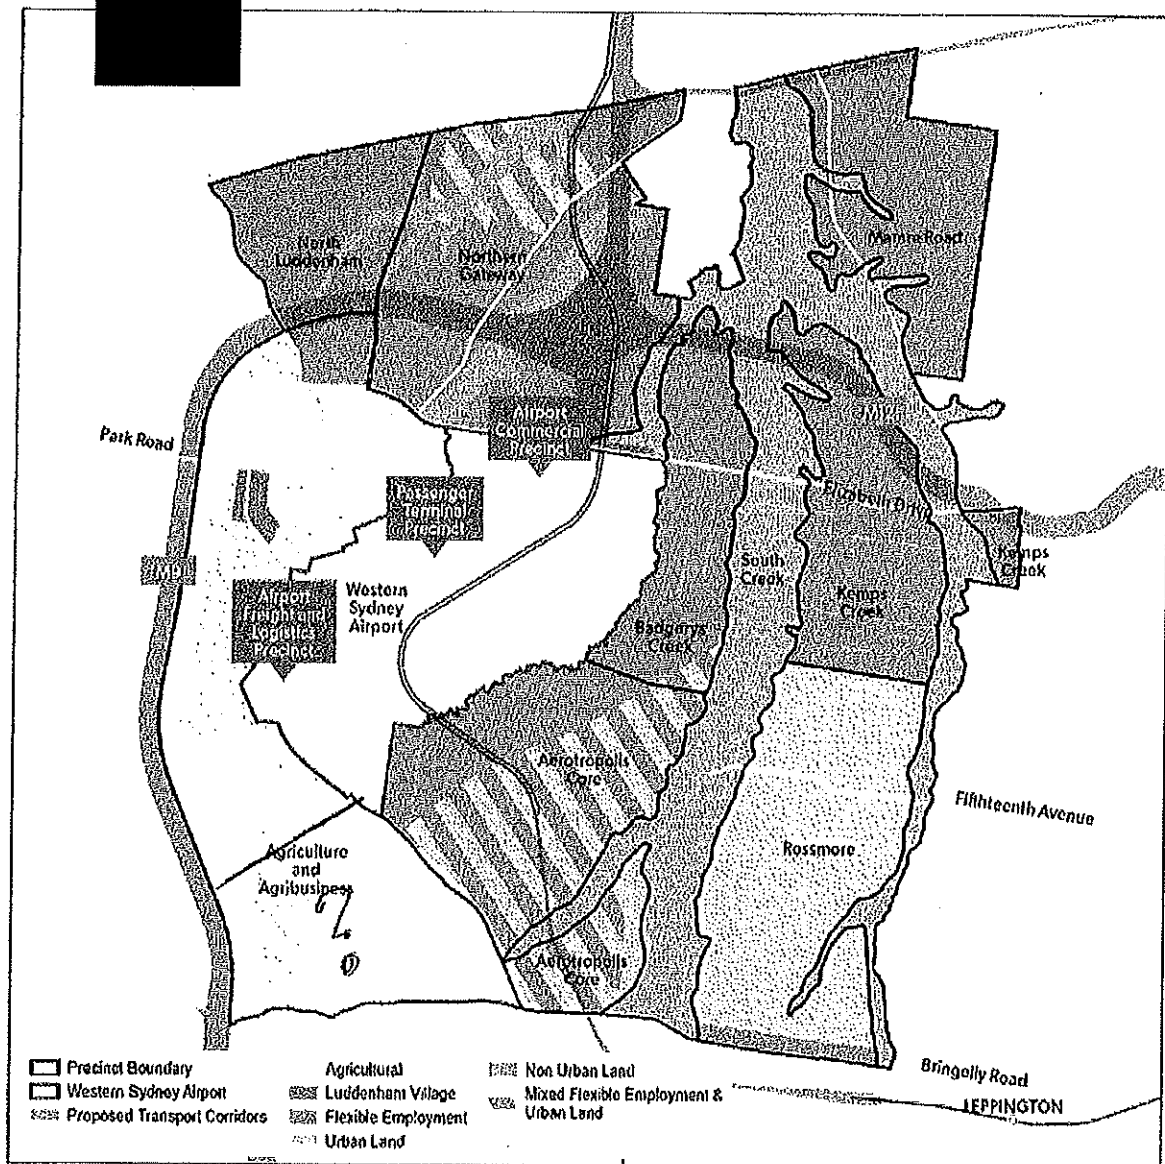 North
Luddenham
Northern
Gateway
Mamre Road
Park Road
Airport
Commercial
Precinct
M12
Passenger
Terminal
Precinct
Elizabeth Drive
Kemps
Creek
South
Creek
Kemps
Creek
M9
Western
Sydney
Airport
Airport
Freight and
Logistics
Precinct
Badgerys
Creek
Aerotropolis
Core
Fifthteenth Avenue
Rossmore
Agriculture
and
Agribusiness
Aerotropolis
Core
Precinct Boundary
Western Sydney Airport
Proposed Transport Corridors
Agricultural
Luddenham Village
Flexible Employment
Urban Land
Non Urban Land
Mixed Flexible Employment &
Urban Land
Bringelly Road
LEPPINGTON